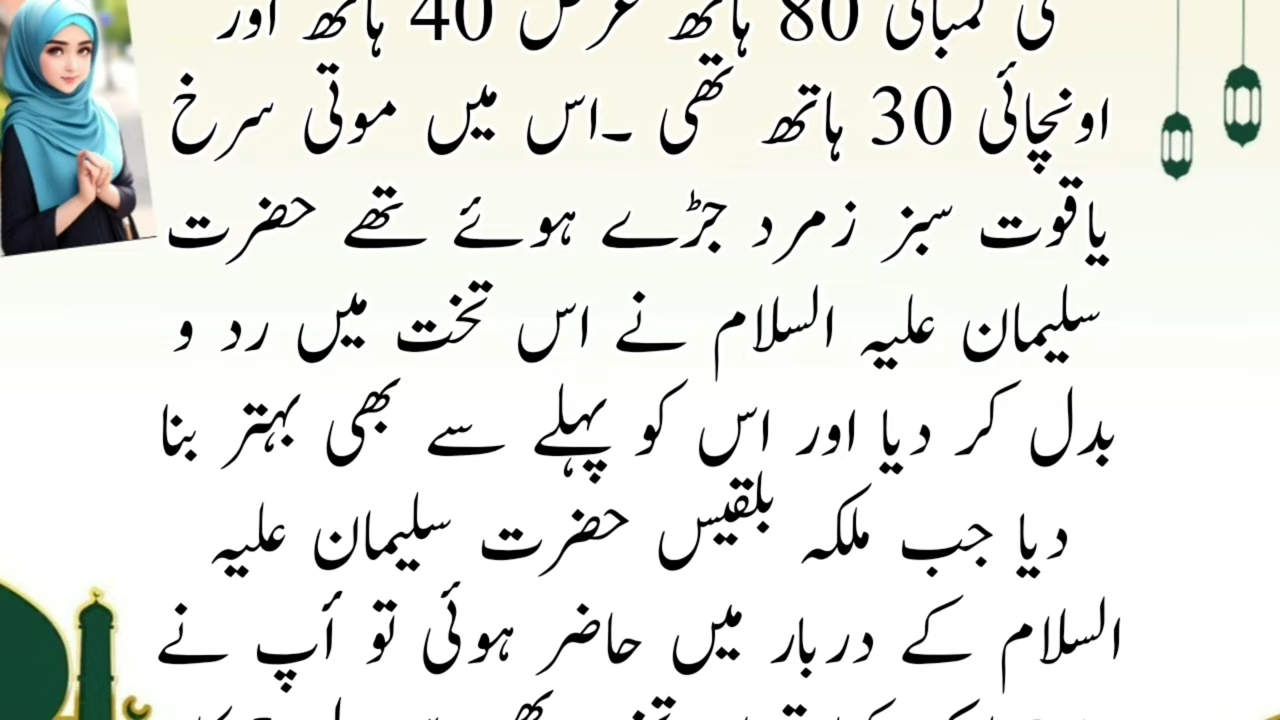 کی لمبائی 80 ہاتھ عرض 40 ہاتھ اور
اونچائی 30 ہاتھ تھی ۔اس میں موتی سرخ
یاقوت سبز زمرد جڑے ہوئے تھے حضرت
سلیمان علیہ السلام نے اس تخت میں رد و
بدل کر دیا اور اس کو پہلے سے بھی بہتر بنا
دیا جب ملکہ بلقیس حضرت سلیمان علیہ
السلام کے دربار میں حاضر ہوئی تو أپ نے